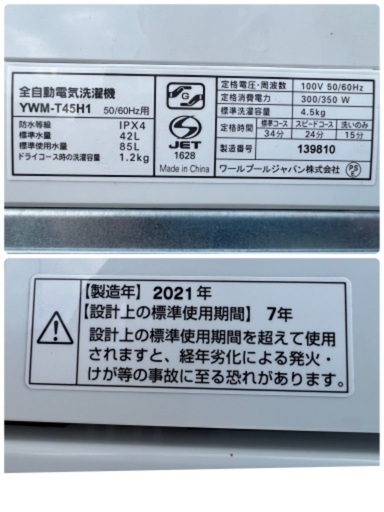 全自動電気洗濯機
YWM-T45H1 50/60Hz用
防水等級 IPX4
標準水量 42L
標準使用水量 85L
ドライコース時の洗濯容量 1.2kg
G
S
JET
1628
Made in China
定格電圧・周波数 100V 50/60Hz
定格消費電力 300/350 W
標準洗濯容量 4.5kg
定格時間 標準コース スピードコース 洗いのみ
34分 24分 15分
製造番号 139810
ワールプールジャパン株式会社 PSE
【製造年】2021年
【設計上の標準使用期間】7年
設計上の標準使用期間を超えて使用
されますと、経年劣化による発火・
けが等の事故に至る恐れがあります。